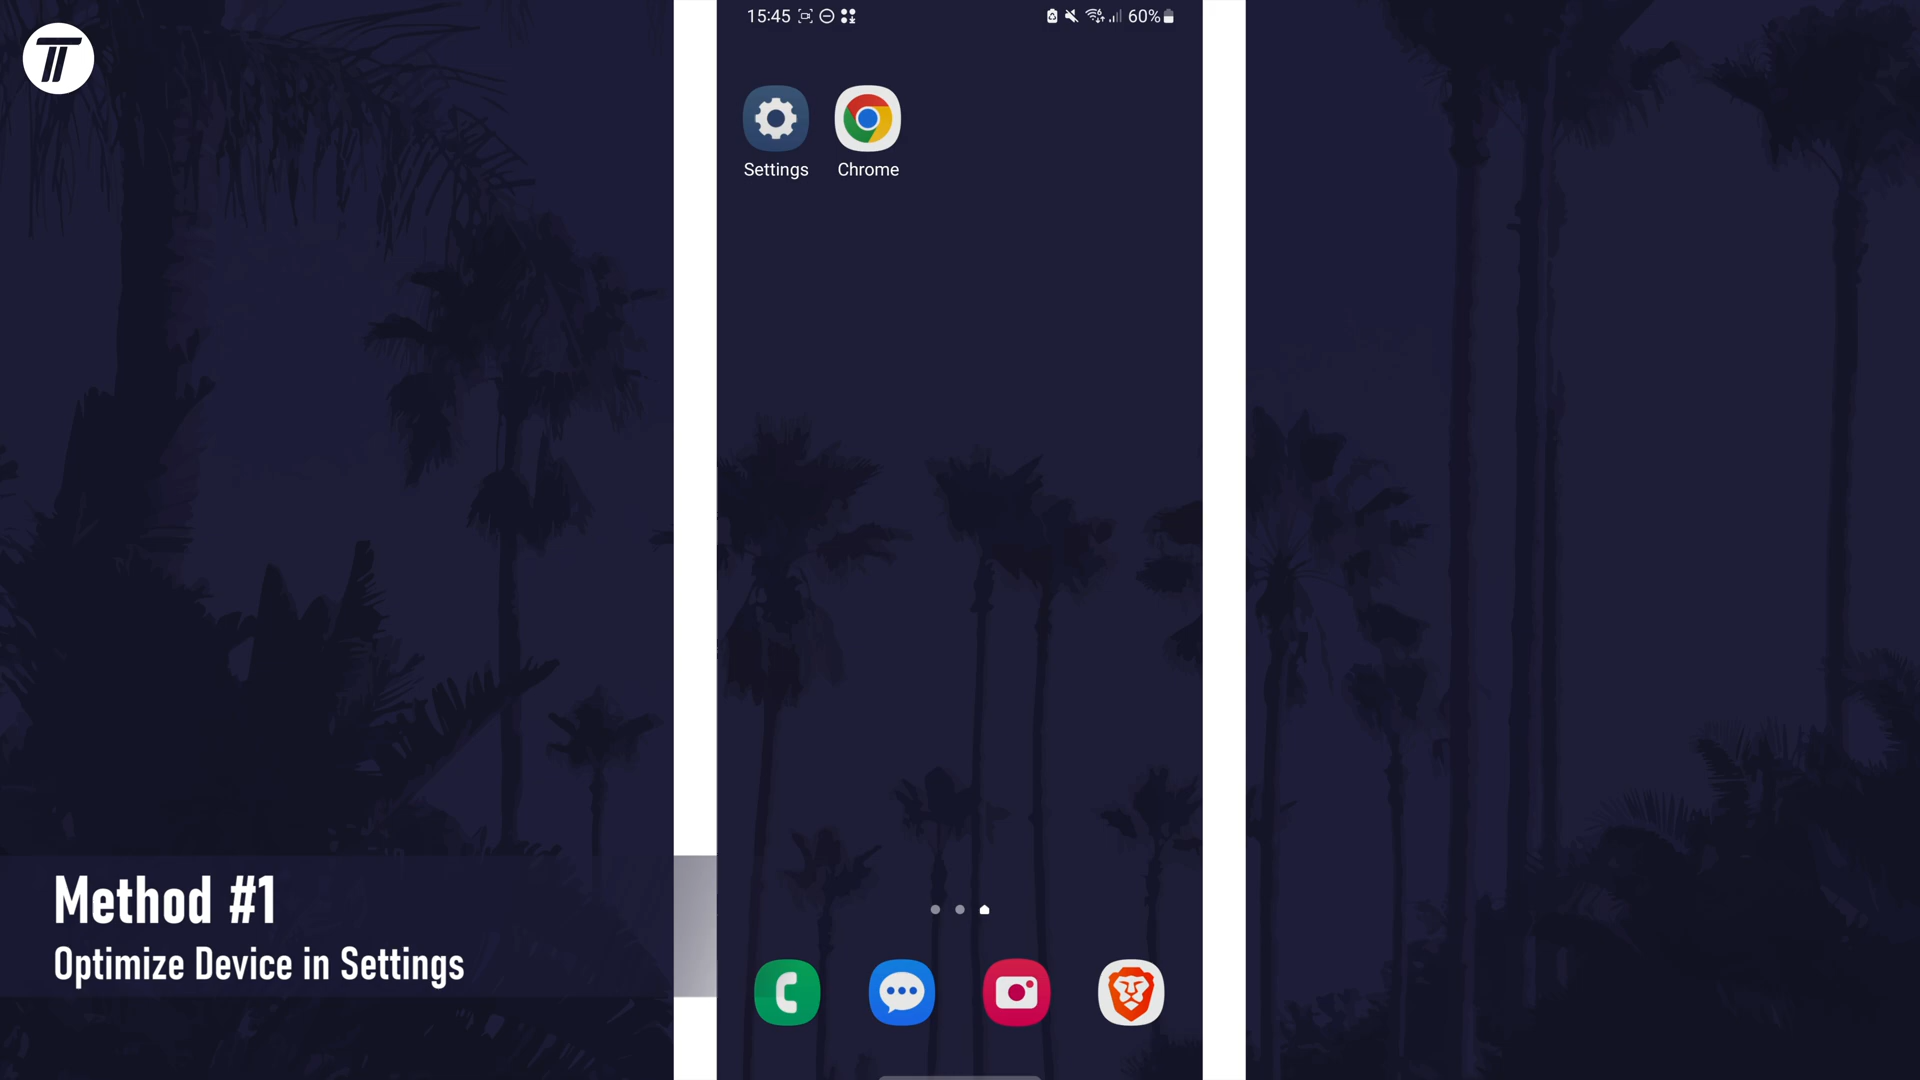 15:45
60%
Settings
Chrome
Method #1
Optimize Device in Settings